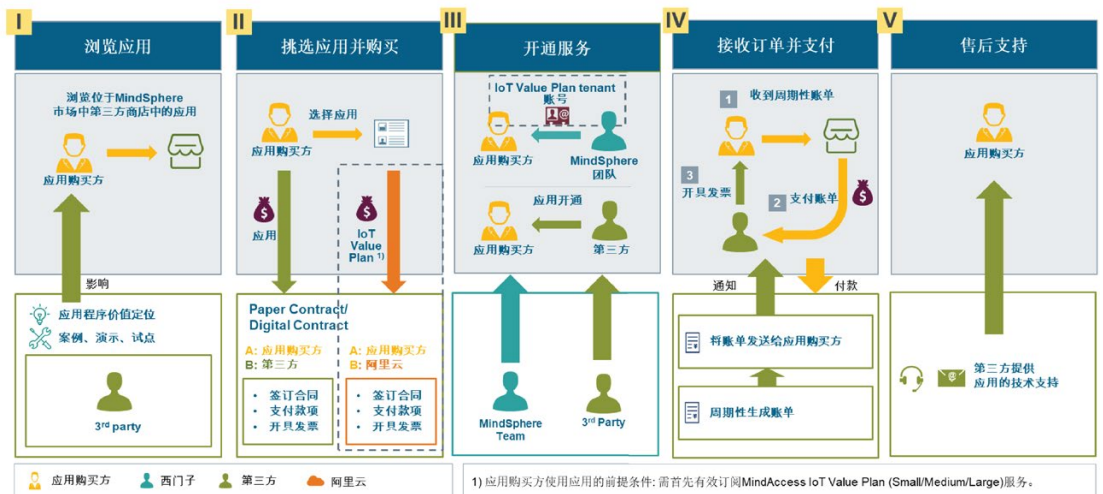 I
浏览应用
浏览位于MindSphere
市场中第三方商店中的应用
应用购买方
影响
应用程序价值定位
案例、演示、试点
3rd party
II
挑选应用并购买
选择应用
应用购买方
$
应用
$
IoT
Value
Plan 1)
Paper Contract/
Digital Contract
A: 应用购买方
B: 第三方
• 签订合同
• 支付款项
• 开具发票
A: 应用购买方
B: 阿里云
• 签订合同
• 支付款项
• 开具发票
III
开通服务
IoT Value Plan tenant
账号
@
应用购买方
MindSphere
团队
应用开通
应用购买方
第三方
MindSphere
Team
3rd Party
IV
接收订单并支付
1
收到周期性账单
3
开具发票
2
支付账单
$
通知
付款
将账单发送给应用购买方
周期性生成账单
V
售后支持
应用购买方
@
第三方提供
应用的技术支持
应用购买方
西门子
第三方
阿里云
1) 应用购买方使用应用的前提条件: 需首先有效订阅MindAccess IoT Value Plan (Small/Medium/Large)服务。